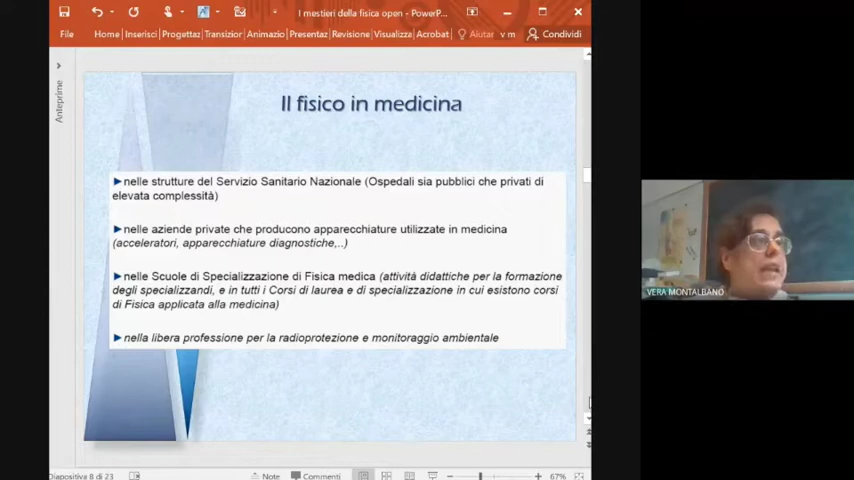 I mestieri della fisica open - PowerP...
File Home Inserisci Progettaz Transizior Animazio Presentaz Revisione Visualizza Acrobat Aiutar v m Condividi
Anteprime
Il fisico in medicina
nelle strutture del Servizio Sanitario Nazionale (Ospedali sia pubblici che privati di
elevata complessità)
nelle aziende private che producono apparecchiature utilizzate in medicina
(acceleratori, apparecchiature diagnostiche,..)
nelle Scuole di Specializzazione di Fisica medica (attività didattiche per la formazione
degli specializzandi, e in tutti i Corsi di laurea e di specializzazione in cui esistono corsi
di Fisica applicata alla medicina)
nella libera professione per la radioprotezione e monitoraggio ambientale
VERA MONTALBANO
Diapositiva 8 di 23 Note Commenti 67%